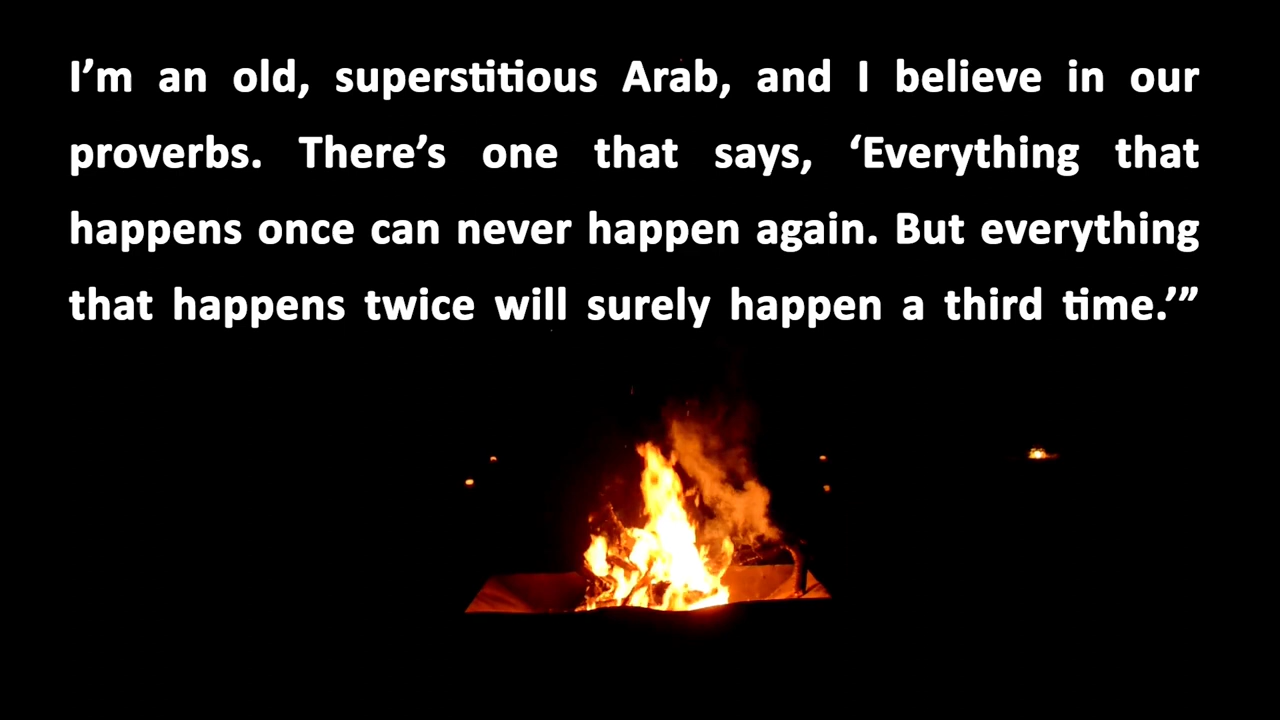 I’m an old, superstitious Arab, and I believe in our
proverbs. There’s one that says, ‘Everything that
happens once can never happen again. But everything
that happens twice will surely happen a third time.’”